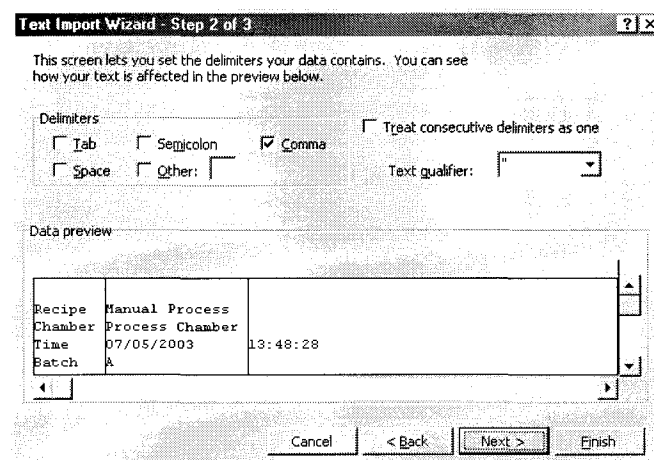 Text Import Wizard - Step 2 of 3
This screen lets you set the delimiters your data contains. You can see
how your text is affected in the preview below.
Delimiters
Tab Semicolon Comma
Space Other:
Treat consecutive delimiters as one
Text qualifier: "
Data preview
Recipe Manual Process
Chamber Process Chamber
Time 07/05/2003 13:48:28
Batch A
Cancel < Back Next > Finish